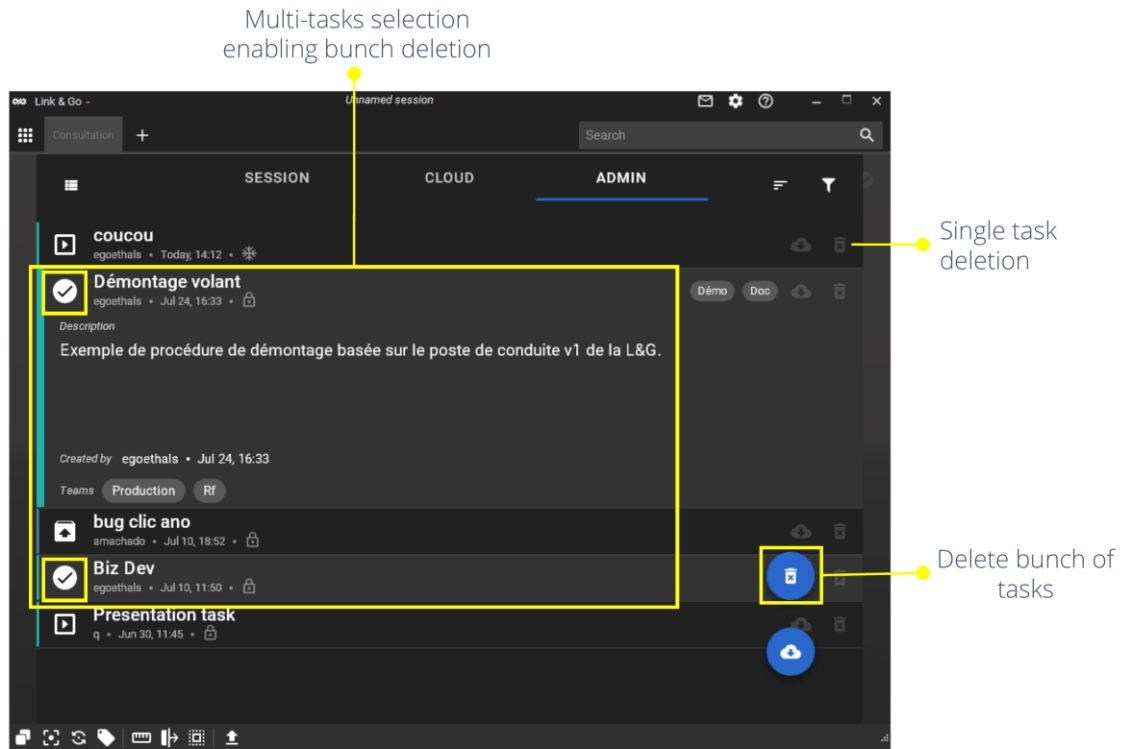 Multi-tasks selection
enabling bunch deletion
Link & Go -
Unnamed session
Consultation
Search
SESSION
CLOUD
ADMIN
coucou
egoethals • Today, 14:12 •
Single task
deletion
Démontage volant
egoethals • Jul 24, 16:33 •
Démo
Doc
Description
Exemple de procédure de démontage basée sur le poste de conduite v1 de la L&G.
Created by egoethals • Jul 24, 16:33
Teams Production Rf
bug clic ano
amachado • Jul 10, 18:52 •
Biz Dev
egoethals • Jul 10, 11:50 •
Delete bunch of
tasks
Presentation task
q • Jun 30, 11:45 •